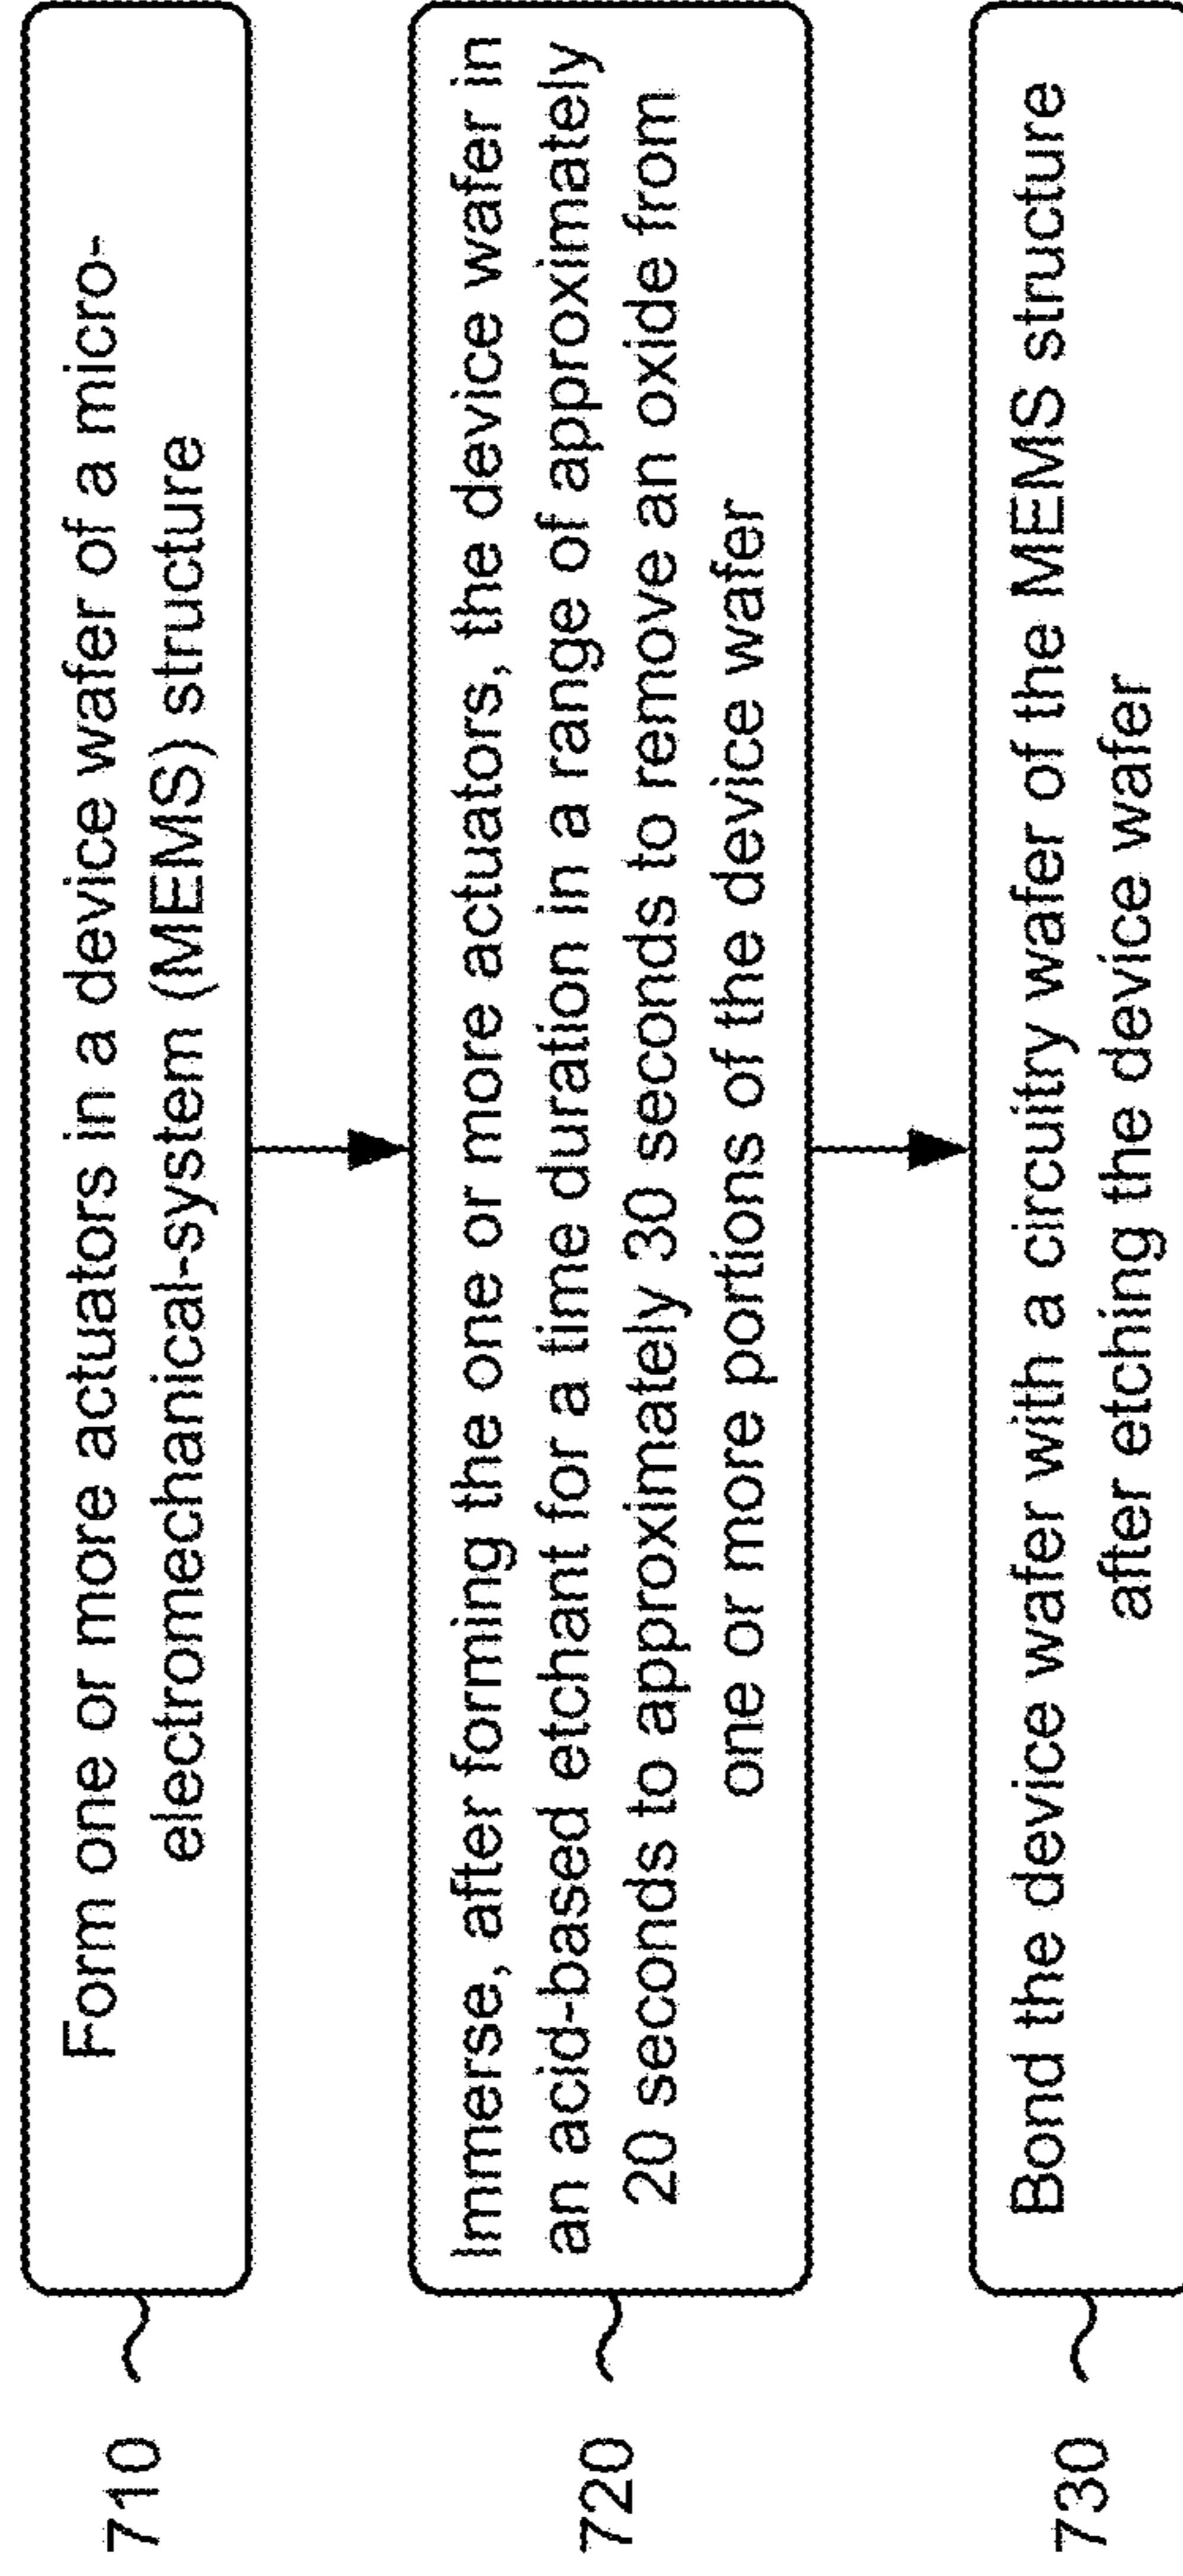 710
Form one or more actuators in a device wafer of a micro-
electromechanical-system (MEMS) structure
720
Immerse, after forming the one or more actuators, the device wafer in
an acid-based etchant for a time duration in a range of approximately
20 seconds to approximately 30 seconds to remove an oxide from
one or more portions of the device wafer
730
Bond the device wafer with a circuitry wafer of the MEMS structure
after etching the device wafer